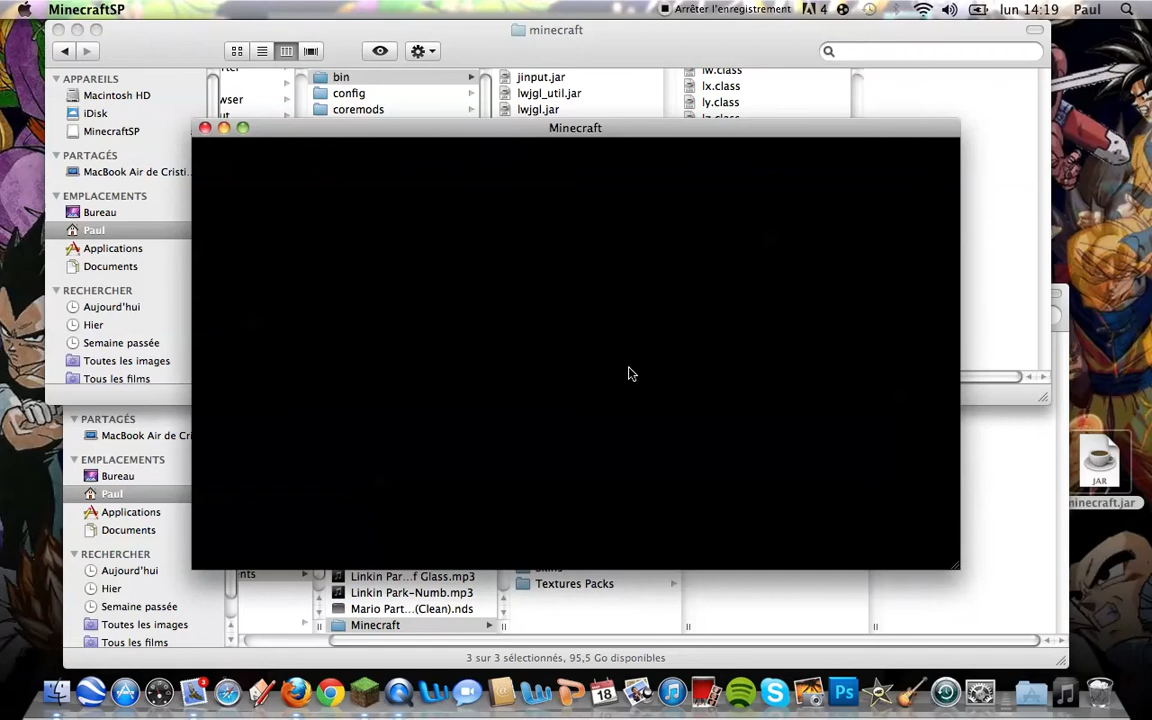 MinecraftSP
Arrêter l'enregistrement
4
lun 14:19
Paul
minecraft
APPAREILS
Macintosh HD
iDisk
MinecraftSP
PARTAGÉS
MacBook Air de Cristi...
EMPLACEMENTS
Bureau
Paul
Applications
Documents
RECHERCHER
Aujourd'hui
Hier
Semaine passée
Toutes les images
Tous les films
bin
config
coremods
jinput.jar
lwjgl_util.jar
lwjgl.jar
lw.class
lx.class
ly.class
Minecraft
PARTAGÉS
EMPLACEMENTS
Bureau
Paul
Applications
Documents
RECHERCHER
Aujourd'hui
Hier
Semaine passée
Toutes les images
Tous les films
Linkin Par...f Glass.mp3
Linkin Park-Numb.mp3
Mario Part...(Clean).nds
Minecraft
Textures Packs
3 sur 3 sélectionnés, 95,5 Go disponibles
JAR
minecraft.jar
3
18
Ps